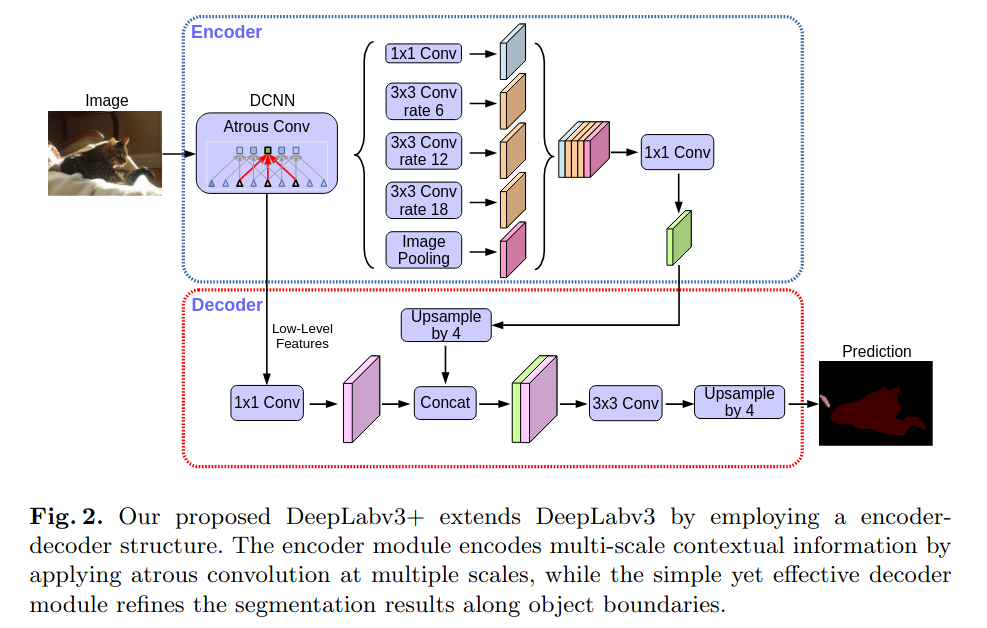 Encoder
Image
DCNN
Atrous Conv
1x1 Conv
3x3 Conv
rate 6
3x3 Conv
rate 12
3x3 Conv
rate 18
Image
Pooling
1x1 Conv
Decoder
Low-Level
Features
Upsample
by 4
1x1 Conv
Concat
3x3 Conv
Upsample
by 4
Prediction
Fig. 2. Our proposed DeepLabv3+ extends DeepLabv3 by employing a encoder-
decoder structure. The encoder module encodes multi-scale contextual information by
applying atrous convolution at multiple scales, while the simple yet effective decoder
module refines the segmentation results along object boundaries.